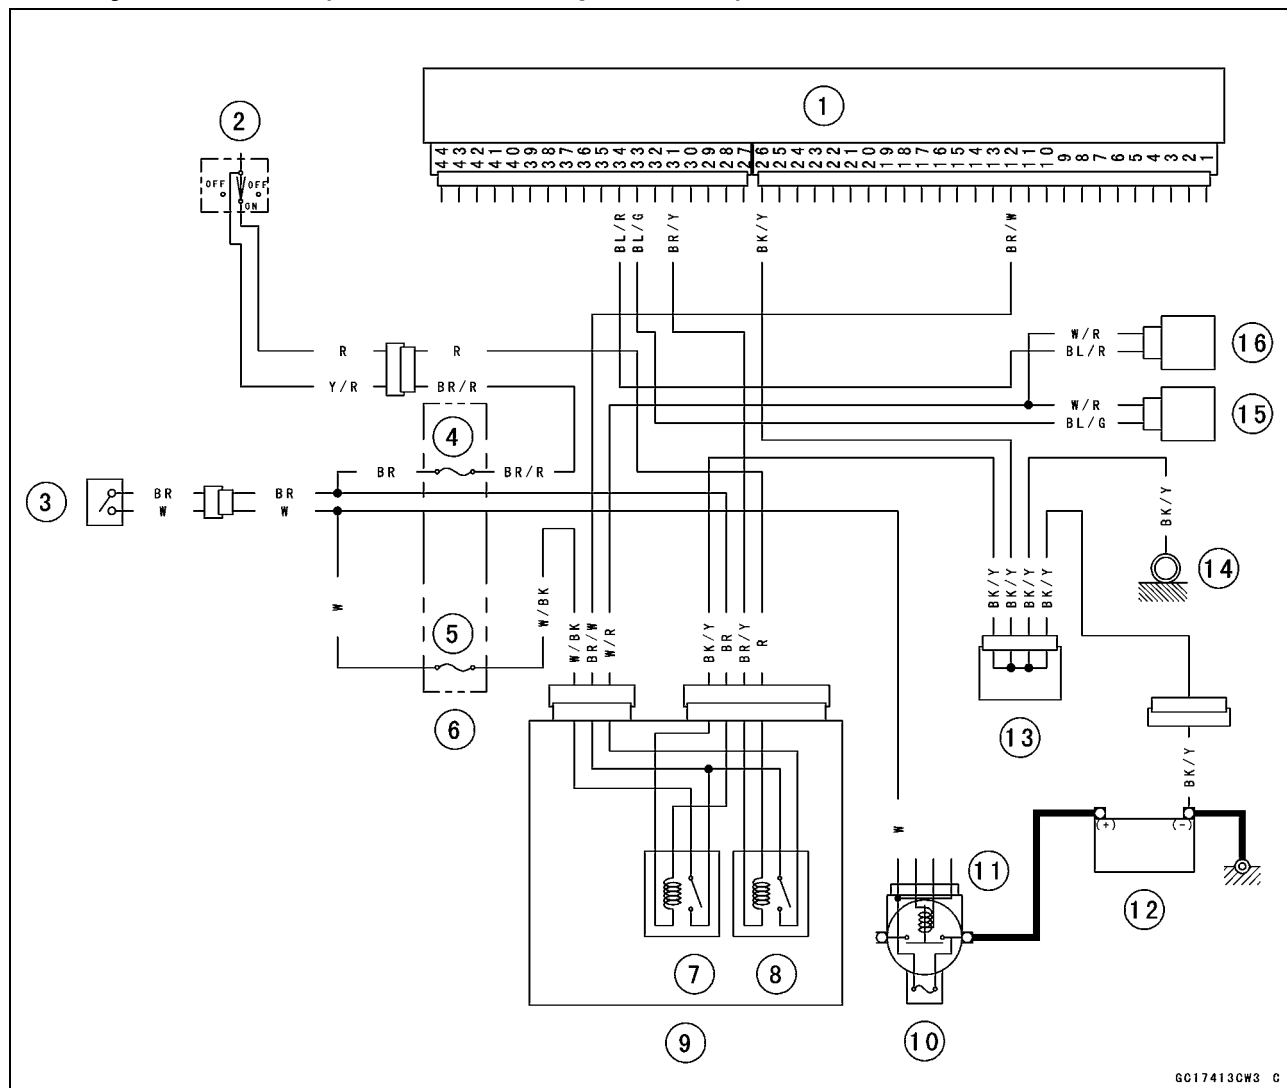 1
2
OFF OFF
ON
44 43 42 41 40 39 38 37 36 35 34 33 32 31 30 29 28 27 26 25 24 23 22 21 20 19 18 17 16 15 14 13 12 11 10 9 8 7 6 5 4 3 2 1
BL/R BL/G BR/Y BK/Y BR/W
R R
Y/R BR/R
W/R
BL/R
16
W/R
BL/G
15
4
BR BR/R
3
BR BR
W W
BK/Y
14
W
5
W/BK
W/BK BR/W W/R
BK/Y BR BR/Y R
BK/Y BK/Y BK/Y BK/Y
6
13
BK/Y
W
(+) (-)
11
12
7 8
9
10
GC17413CW3 C